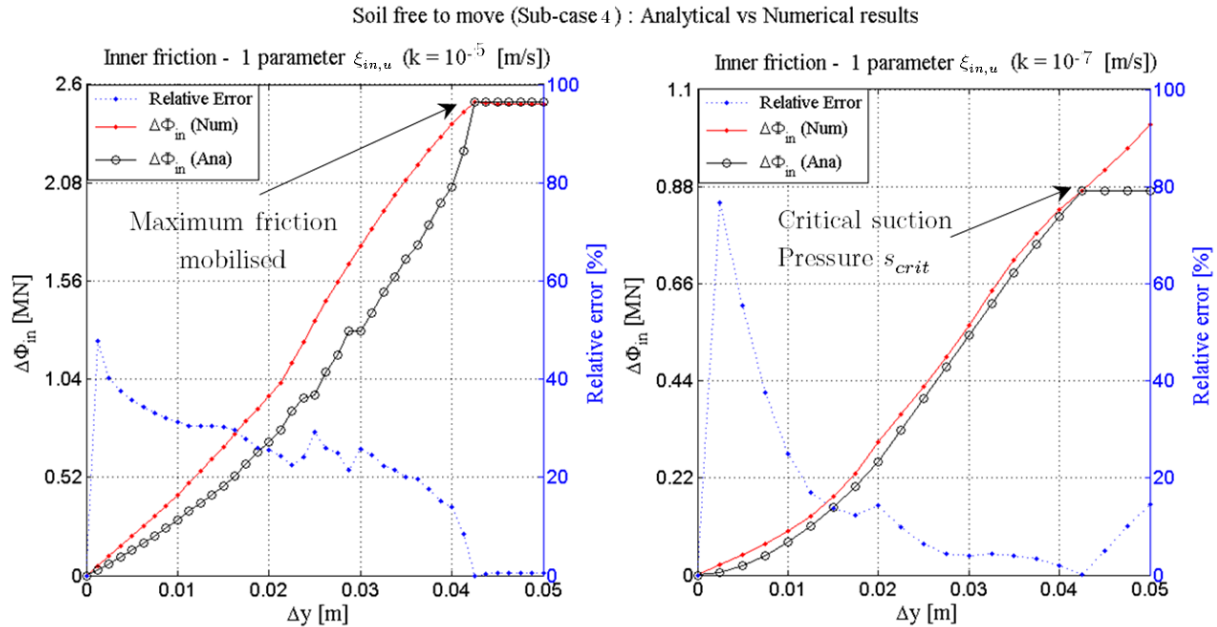 Soil free to move (Sub-case 4) : Analytical vs Numerical results
Inner friction - 1 parameter ξin,u (k = 10-5 [m/s])
2.6
2.08
1.56
1.04
0.52
0
ΔΦin [MN]
Relative Error
ΔΦin (Num)
ΔΦin (Ana)
Maximum friction
mobilised
100
80
60
40
20
0
Relative error [%]
0
0.01
0.02
0.03
0.04
0.05
Δy [m]
Inner friction - 1 parameter ξin,u (k = 10-7 [m/s])
1.1
0.88
0.66
0.44
0.22
0
ΔΦin [MN]
Relative Error
ΔΦin (Num)
ΔΦin (Ana)
Critical suction
Pressure scrit
100
80
60
40
20
0
Relative error [%]
0
0.01
0.02
0.03
0.04
0.05
Δy [m]